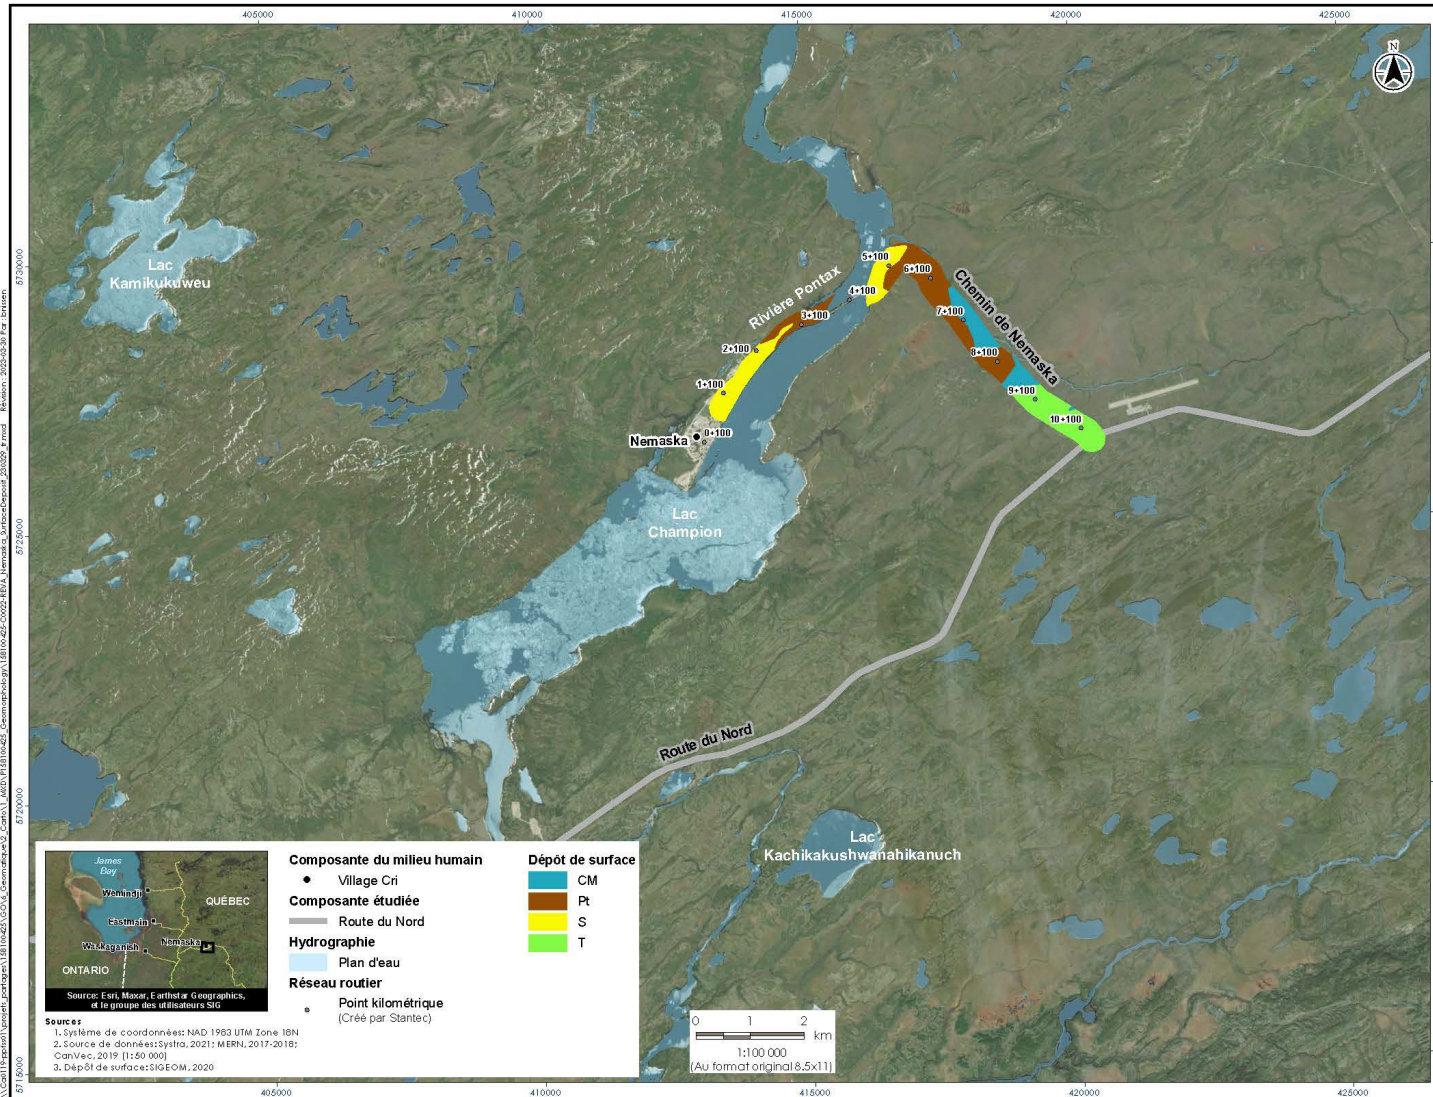 405000
410000
415000
420000
425000
N
5730000
5725000
5720000
5715000
Lac
Kamikukuweu
Rivière Pontax
Chemin de Nemaska
5+100
6+100
4+100
3+100
7+100
2+100
8+100
1+100
9+100
10+100
0+100
Nemaska
Lac
Champion
Route du Nord
Lac
Kachikakushwanahikanuch
James
Bay
Wemindji
QUÉBEC
Eastmain
Waskaganish
Nemaska
ONTARIO
Source: Esri, Maxar, Earthstar Geographics,
et le groupe des utilisateurs SIG
Composante du milieu humain
Village Cri
Composante étudiée
Route du Nord
Hydrographie
Plan d'eau
Réseau routier
Point kilométrique
(Créé par Stantec)
Dépôt de surface
CM
Pt
S
T
Sources
1. Système de coordonnées: NAD 1983 UTM Zone 18N
2. Source de données: Systra, 2021; MERN, 2017-2018;
CanVec, 2019 (1:50 000)
3. Dépôt de surface: SIGEOM, 2020
0 1 2
km
1:100 000
(Au format original 8.5x11)
405000
410000
415000
420000
425000